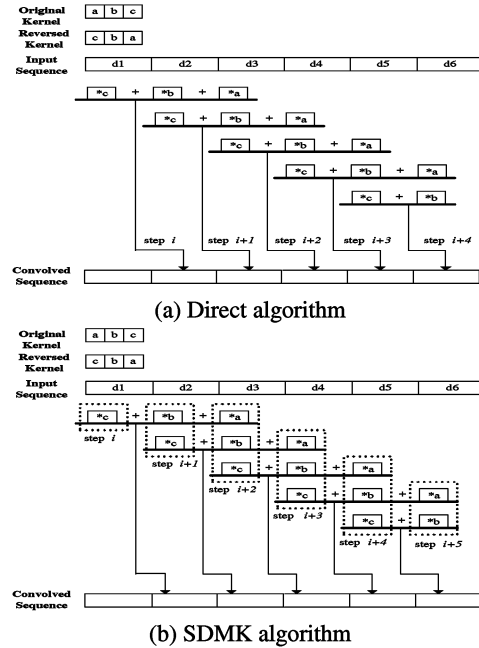 Original Kernel a b c
Reversed Kernel c b a
Input Sequence d1 d2 d3 d4 d5 d6
*c + *b + *a
*c + *b + *a
*c + *b + *a
*c + *b + *a
*c + *b
step i step i+1 step i+2 step i+3 step i+4
Convolved Sequence
(a) Direct algorithm
Original Kernel a b c
Reversed Kernel c b a
Input Sequence d1 d2 d3 d4 d5 d6
*c + *b + *a
step i
*c + *b + *a
step i+1
*c + *b + *a
step i+2
*c + *b + *a
step i+3
*c + *b
step i+4 step i+5
Convolved Sequence
(b) SDMK algorithm